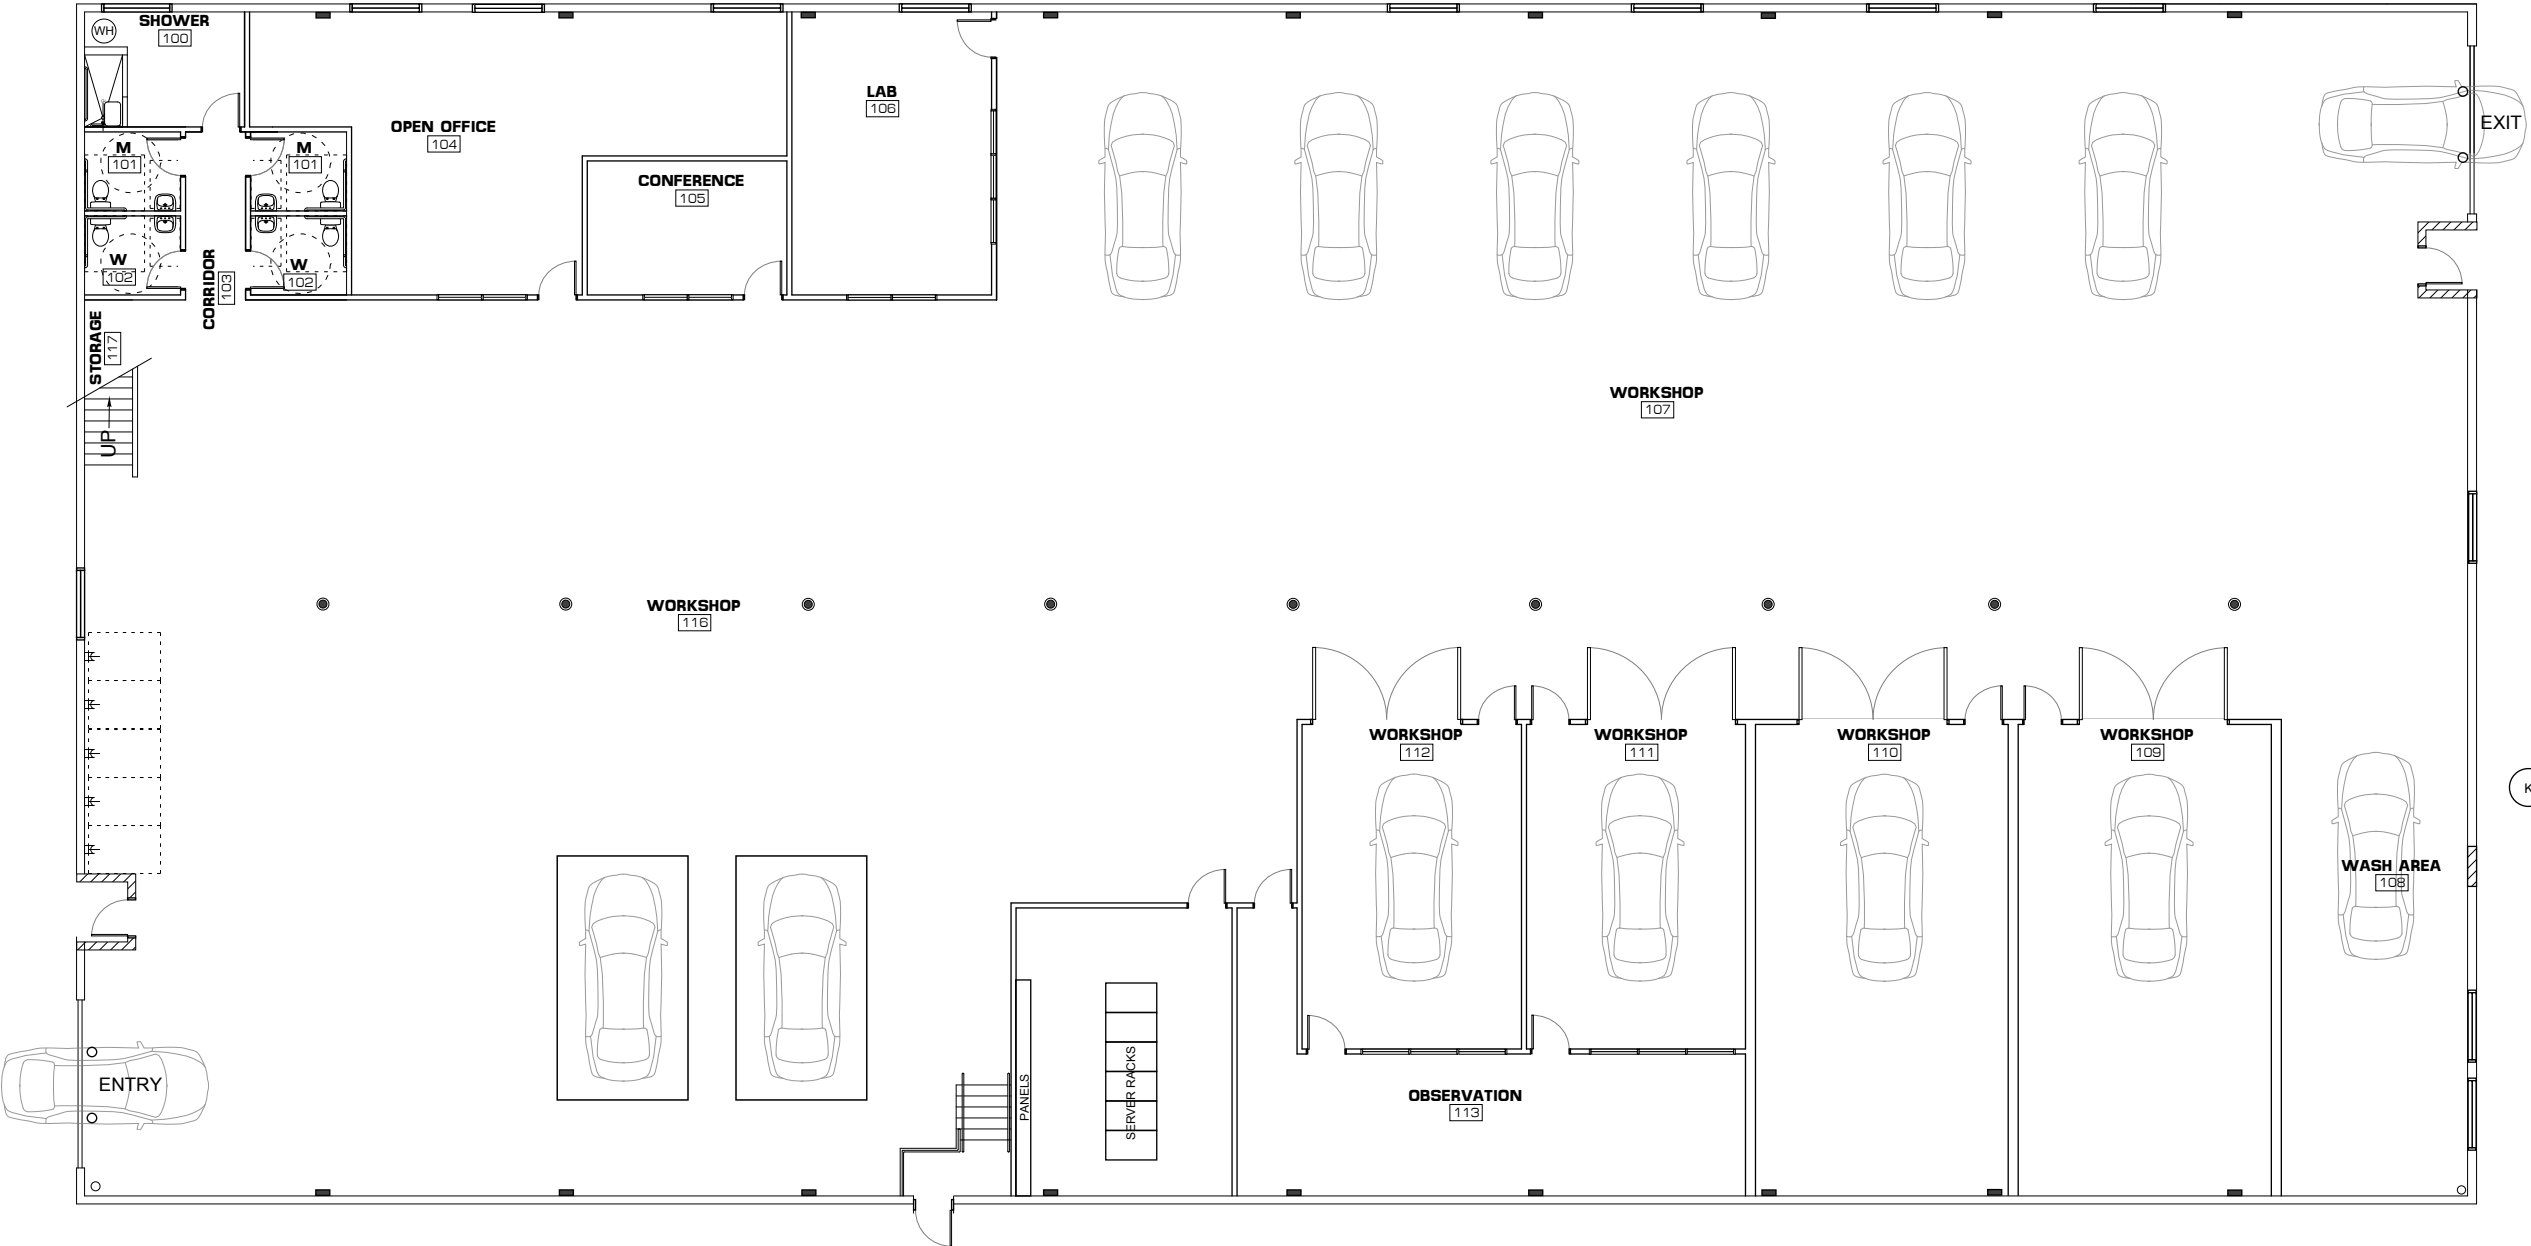 SHOWER
100
WH
M
101
M
101
W
102
W
102
CORRIDOR
103
STORAGE
117
UP
OPEN OFFICE
104
CONFERENCE
105
LAB
106
EXIT
WORKSHOP
107
WORKSHOP
116
WORKSHOP
112
WORKSHOP
111
WORKSHOP
110
WORKSHOP
109
WASH AREA
108
K
ENTRY
PANELS
SERVER RACKS
OBSERVATION
113